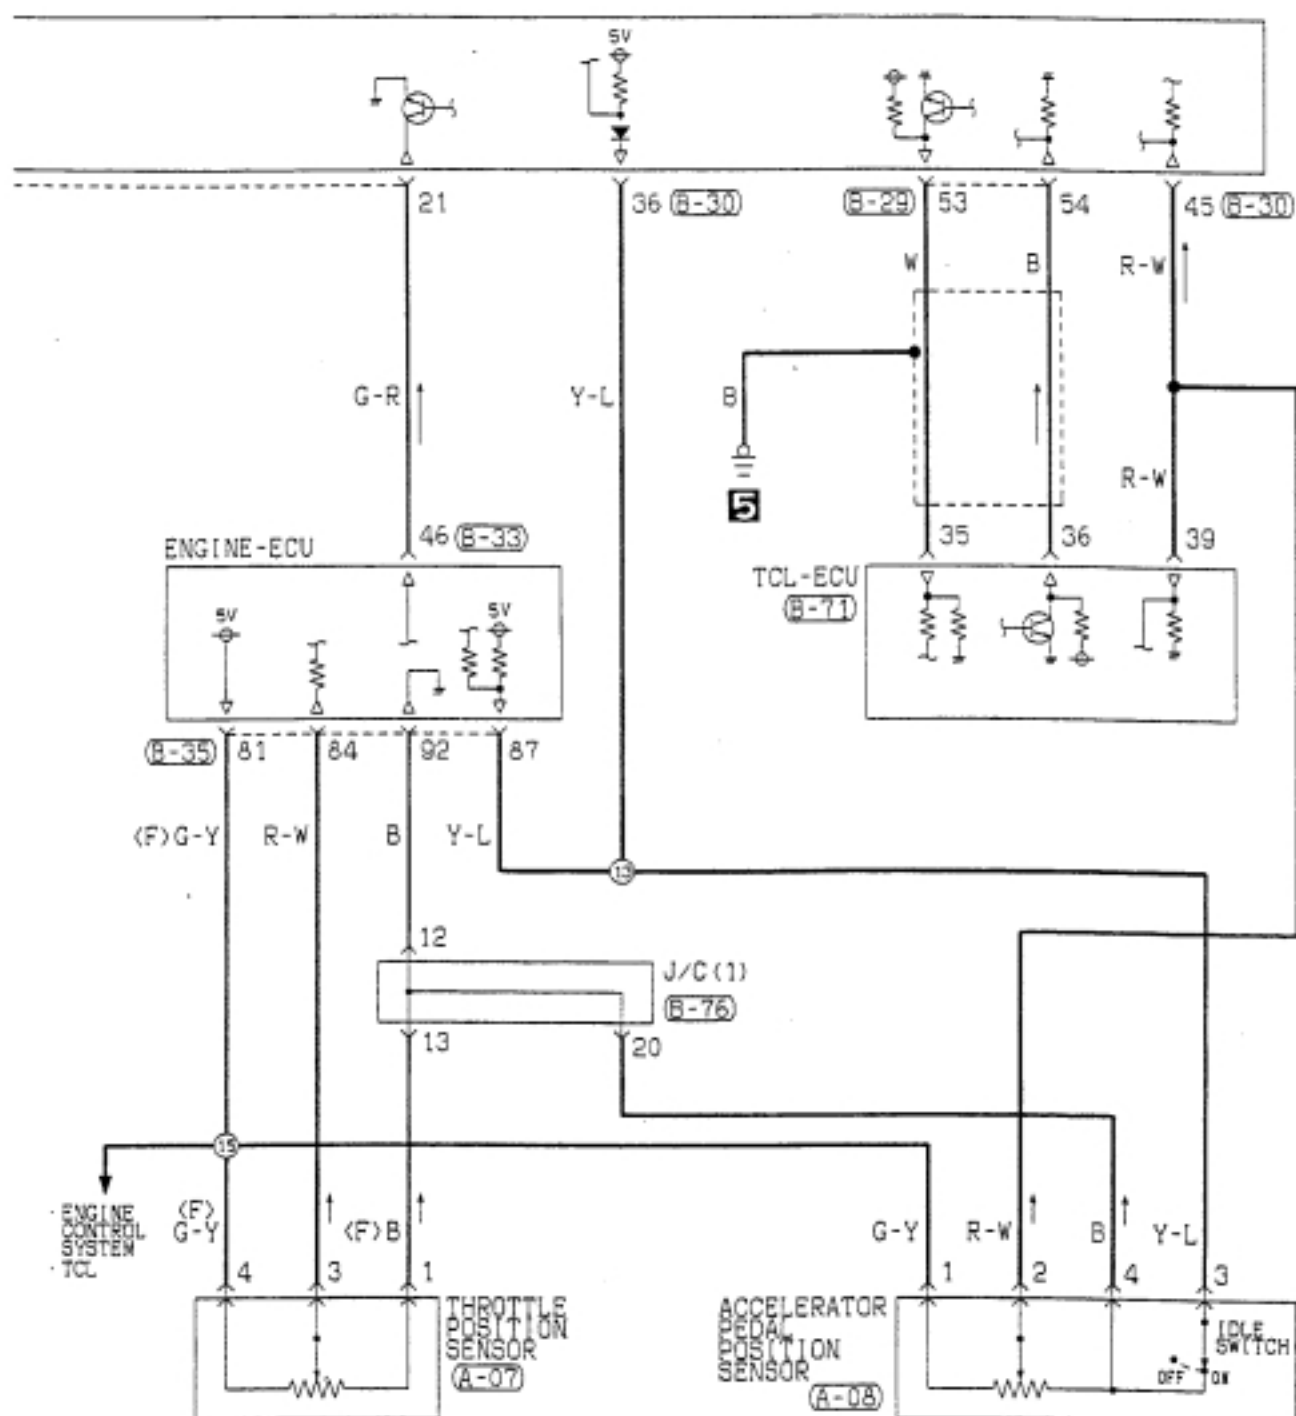 5V
21
36 (B-30)
(B-29) 53
54
45 (B-30)
W
B
R-W
G-R
Y-L
B
R-W
5
46 (B-33)
35
36
39
ENGINE-ECU
TCL-ECU
(B-71)
5V
5V
(B-35) 81
84
92
87
(F)G-Y
R-W
B
Y-L
13
12
J/C(1)
(B-76)
13
20
15
ENGINE
CONTROL
SYSTEM
TCL
(F)
G-Y
(F)B
G-Y
R-W
B
Y-L
4
3
1
1
2
4
3
THROTTLE
POSITION
SENSOR
(A-07)
ACCELERATOR
PEDAL
POSITION
SENSOR
(A-08)
IDLE
SWITCH
OFF
ON